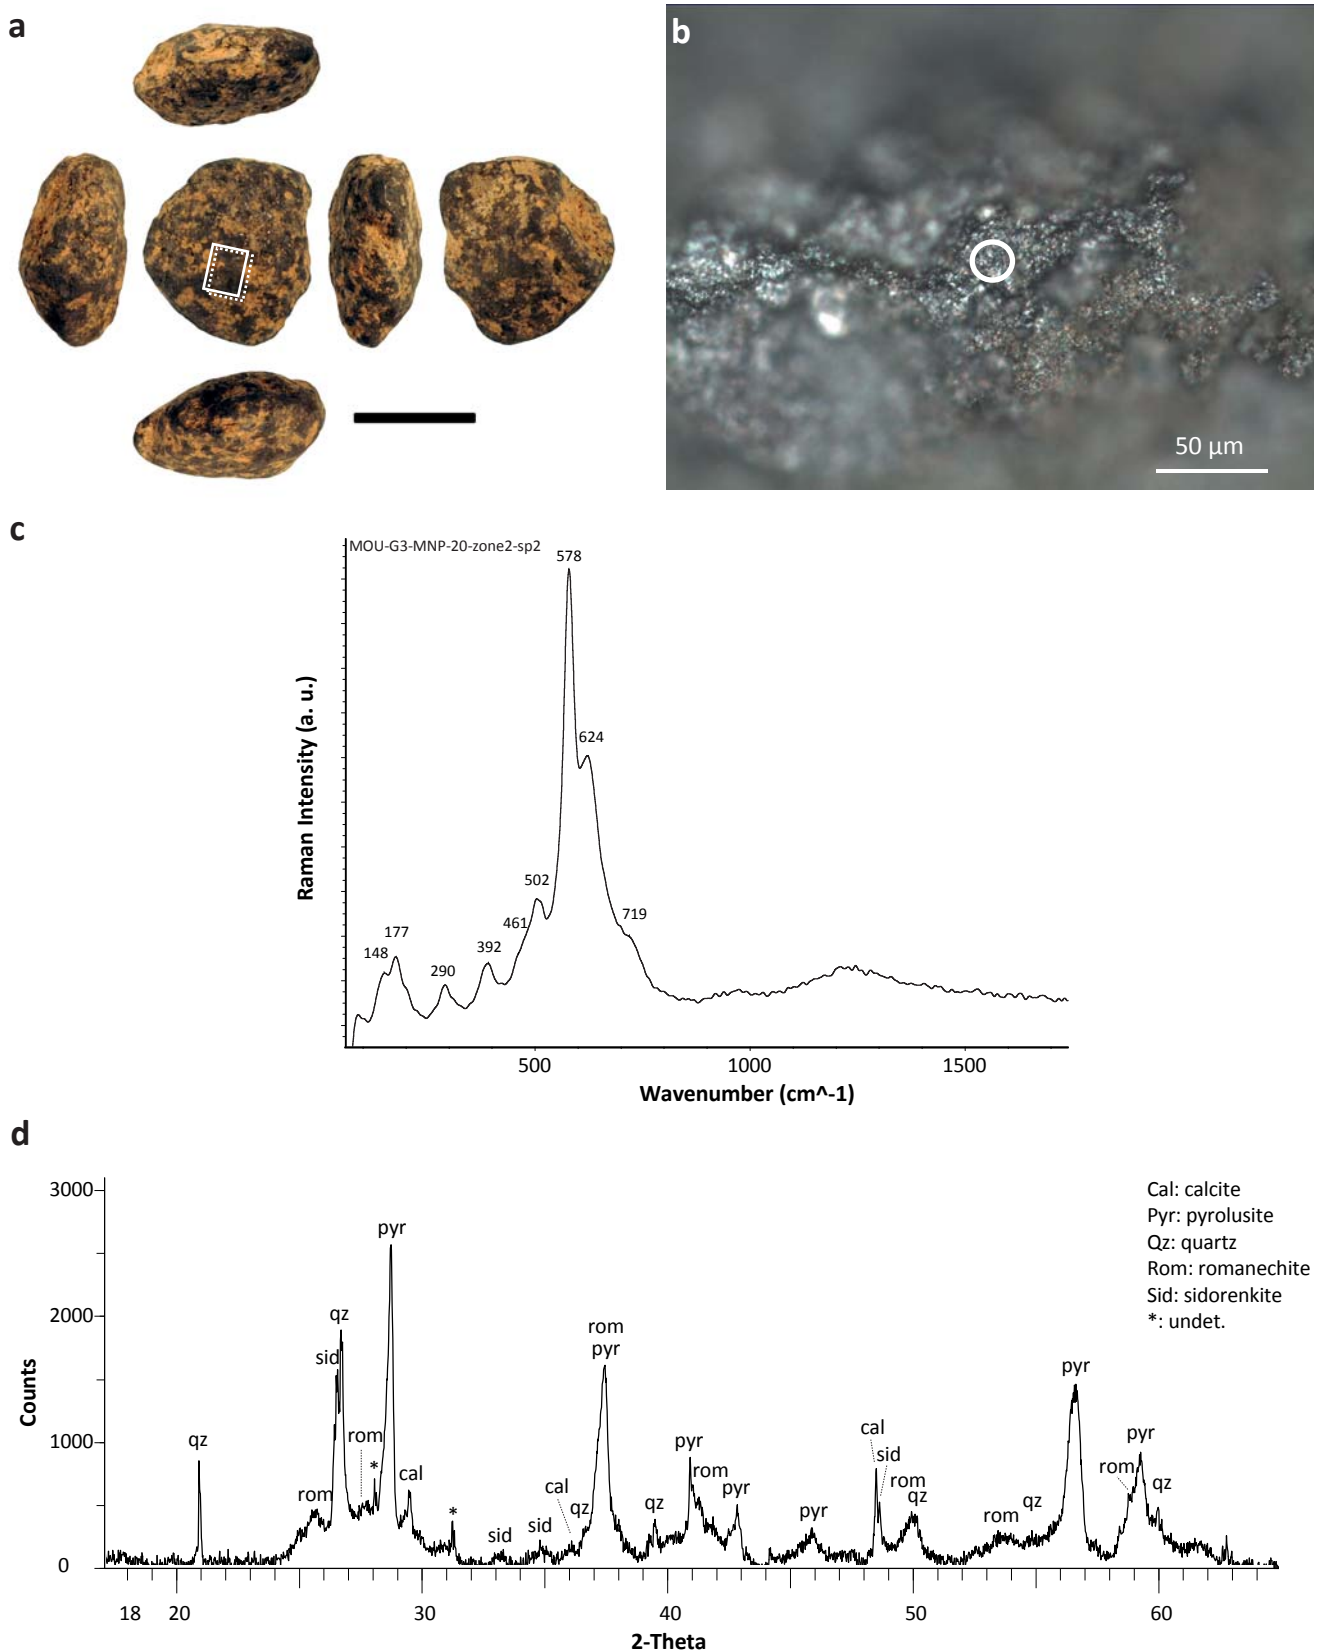 a
b
50 µm
c
MOU-G3-MNP-20-zone2-sp2
578
624
502
719
461
177
392
148
290
Raman Intensity (a. u.)
500
1000
1500
Wavenumber (cm^-1)
d
3000
2000
1000
0
Counts
Cal: calcite
Pyr: pyrolusite
Qz: quartz
Rom: romanechite
Sid: sidorenkite
*: undet.
qz
rom
sid
qz
rom
*
pyr
cal
*
sid
sid
cal
qz
rom
pyr
qz
pyr
rom
pyr
pyr
cal
sid
rom
qz
rom
qz
pyr
rom
pyr
qz
18
20
30
40
50
60
2-Theta